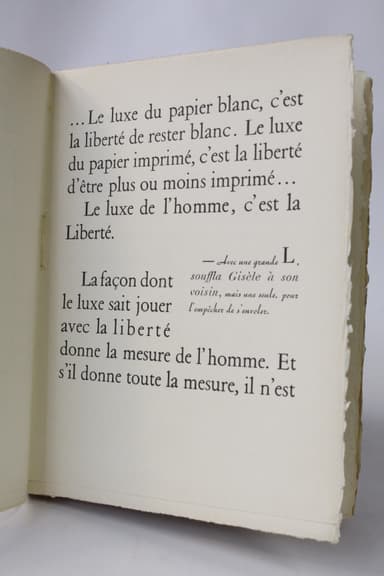 ...Le luxe du papier blanc, c'est
la liberté de rester blanc. Le luxe
du papier imprimé, c'est la liberté
d'être plus ou moins imprimé...
Le luxe de l'homme, c'est la
Liberté.
— Avec une grande L,
souffla Gisèle à son
voisin, mais une seule, pour
l'empêcher de s'envoler.
La façon dont
le luxe sait jouer
avec la liberté
donne la mesure de l'homme. Et
s'il donne toute la mesure, il n'est